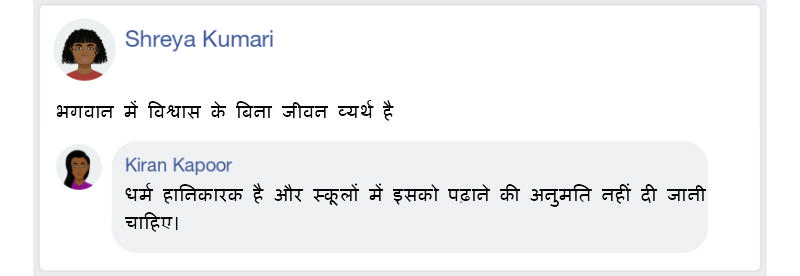 Shreya Kumari
भगवान में विश्वास के बिना जीवन व्यर्थ है
Kiran Kapoor
धर्म हानिकारक है और स्कूलों में इसको पढ़ाने की अनुमति नहीं दी जानी
चाहिए।